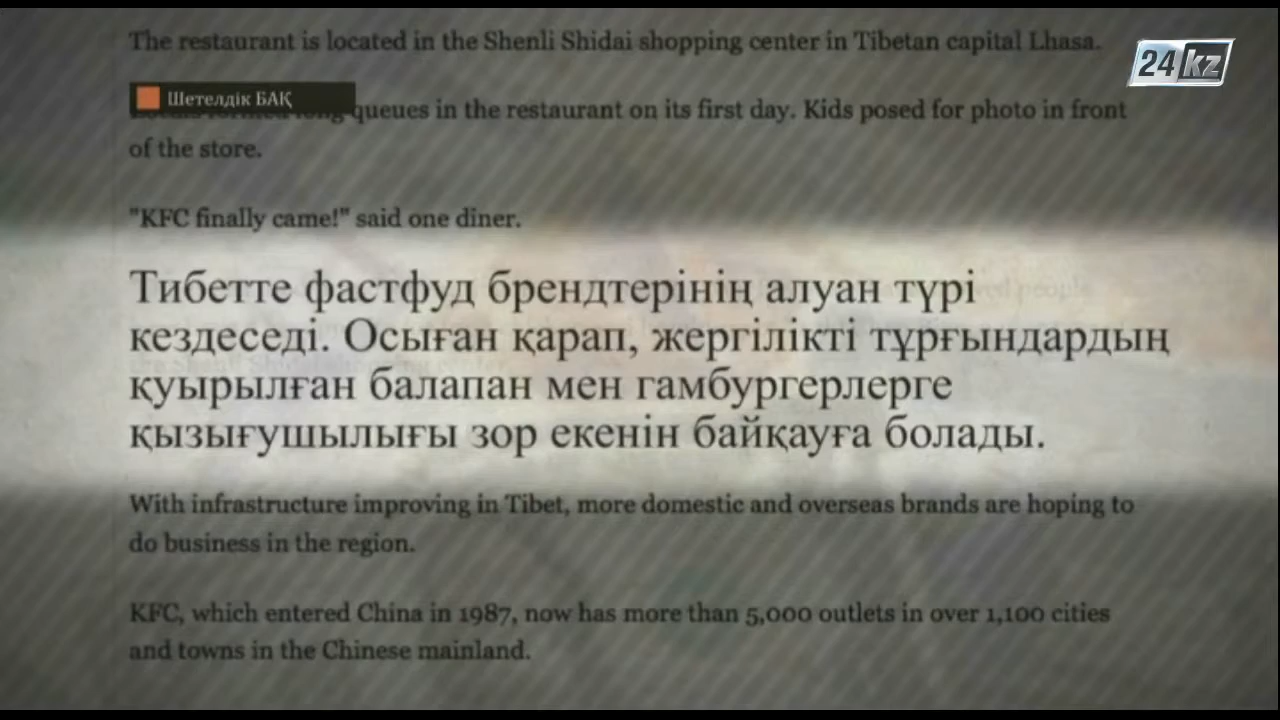 The restaurant is located in the Shenli Shidai shopping center in Tibetan capital Lhasa.
24 kz
Шетелдік БАҚ
queues in the restaurant on its first day. Kids posed for photo in front
of the store.
"KFC finally came!" said one diner.
Тибетте фастфуд брендтерінің алуан түрі
кездеседі. Осыған қарап, жергілікті тұрғындардың
қуырылған балапан мен гамбургерлерге
қызығушылығы зор екенін байқауға болады.
With infrastructure improving in Tibet, more domestic and overseas brands are hoping to
do business in the region.
KFC, which entered China in 1987, now has more than 5,000 outlets in over 1,100 cities
and towns in the Chinese mainland.